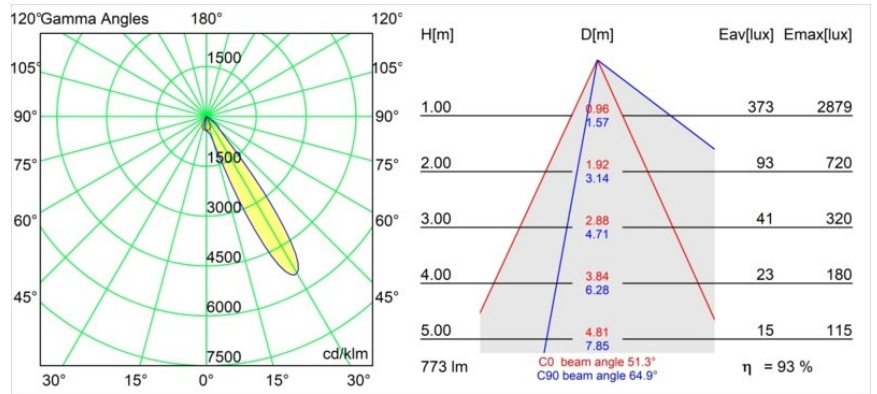 120° Gamma Angles 180° 120°
105° 1500 105°
90° 90°
75° 1500 75°
60° 3000 60°
45° 4500 45°
6000
7500 cd/klm
30° 15° 0° 15° 30°
H[m] D[m] Eav[lux] Emax[lux]
1.00 0.96 373 2879
1.57
2.00 1.92 93 720
3.14
3.00 2.88 41 320
4.71
4.00 3.84 23 180
6.28
5.00 4.81 15 115
7.85
773 lm C0 beam angle 51.3° η = 93 %
C90 beam angle 64.9°